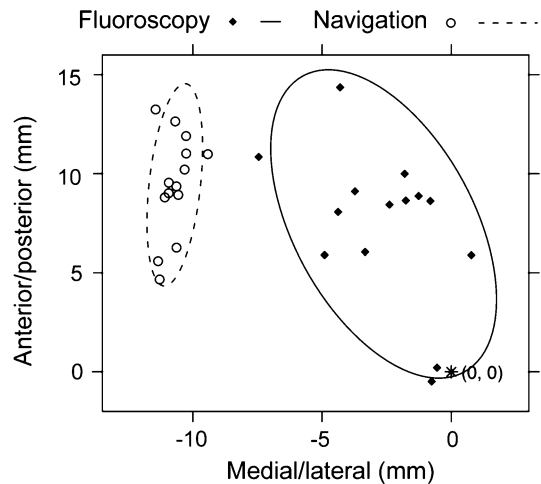 Fluoroscopy Navigation
15
10
5
0
(0, 0)
-10 -5 0
Anterior/posterior (mm)
Medial/lateral (mm)